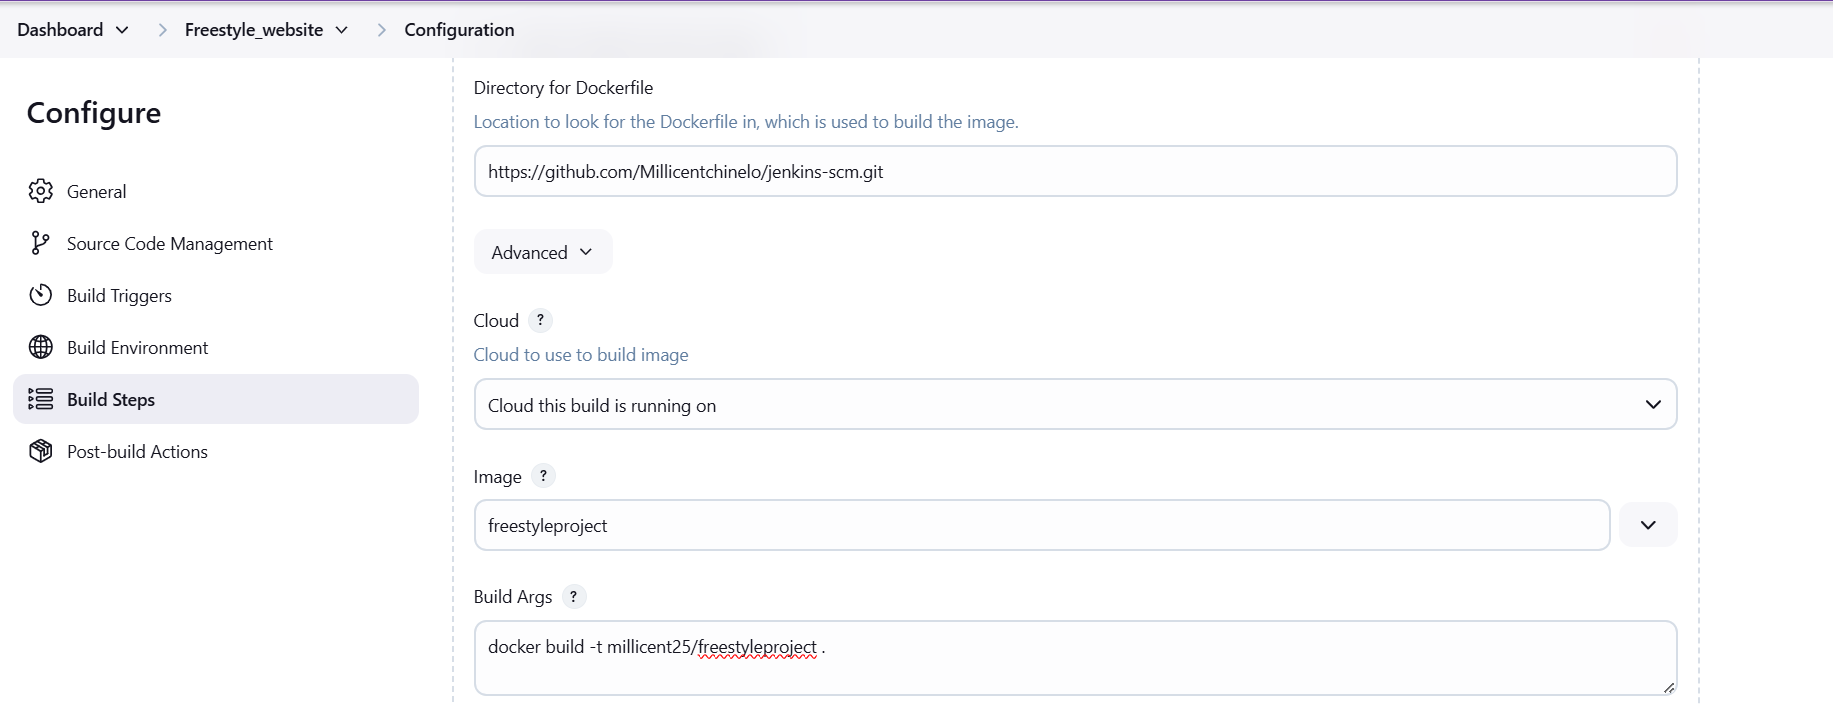 Dashboard > Freestyle_website > Configuration
Configure
General
Source Code Management
Build Triggers
Build Environment
Build Steps
Post-build Actions
Directory for Dockerfile
Location to look for the Dockerfile in, which is used to build the image.
https://github.com/Millicentchinelo/jenkins-scm.git
Advanced
Cloud ?
Cloud to use to build image
Cloud this build is running on
Image ?
freestyleproject
Build Args ?
docker build -t millicent25/freestyleproject .